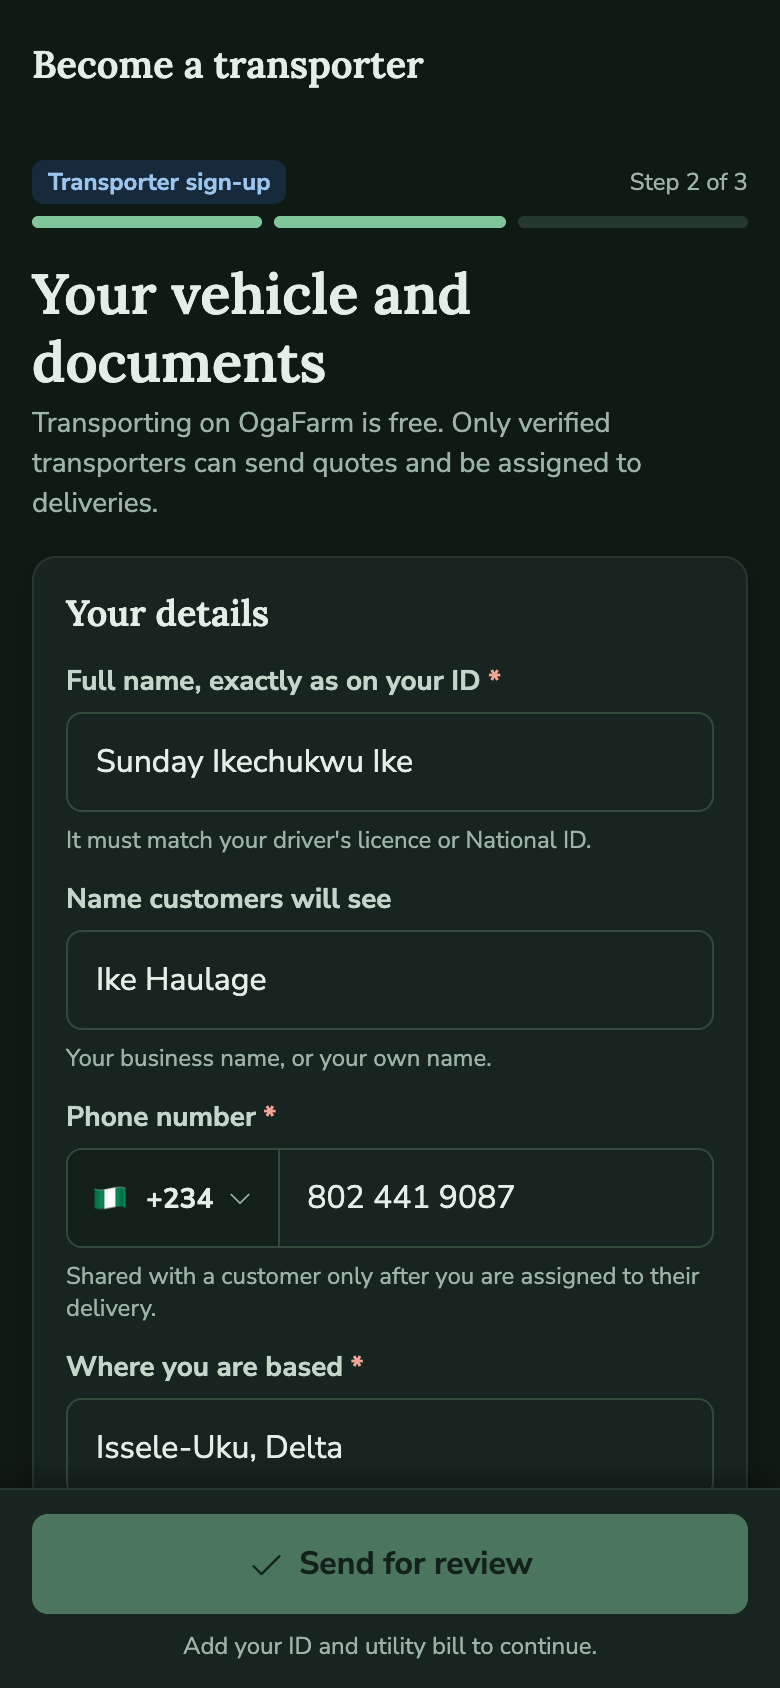 Become a transporter
Transporter sign-up
Step 2 of 3
Your vehicle and
documents
Transporting on OgaFarm is free. Only verified
transporters can send quotes and be assigned to
deliveries.
Your details
Full name, exactly as on your ID *
Sunday Ikechukwu Ike
It must match your driver's licence or National ID.
Name customers will see
Ike Haulage
Your business name, or your own name.
Phone number *
+234 802 441 9087
Shared with a customer only after you are assigned to their
delivery.
Where you are based *
Issele-Uku, Delta
Send for review
Add your ID and utility bill to continue.